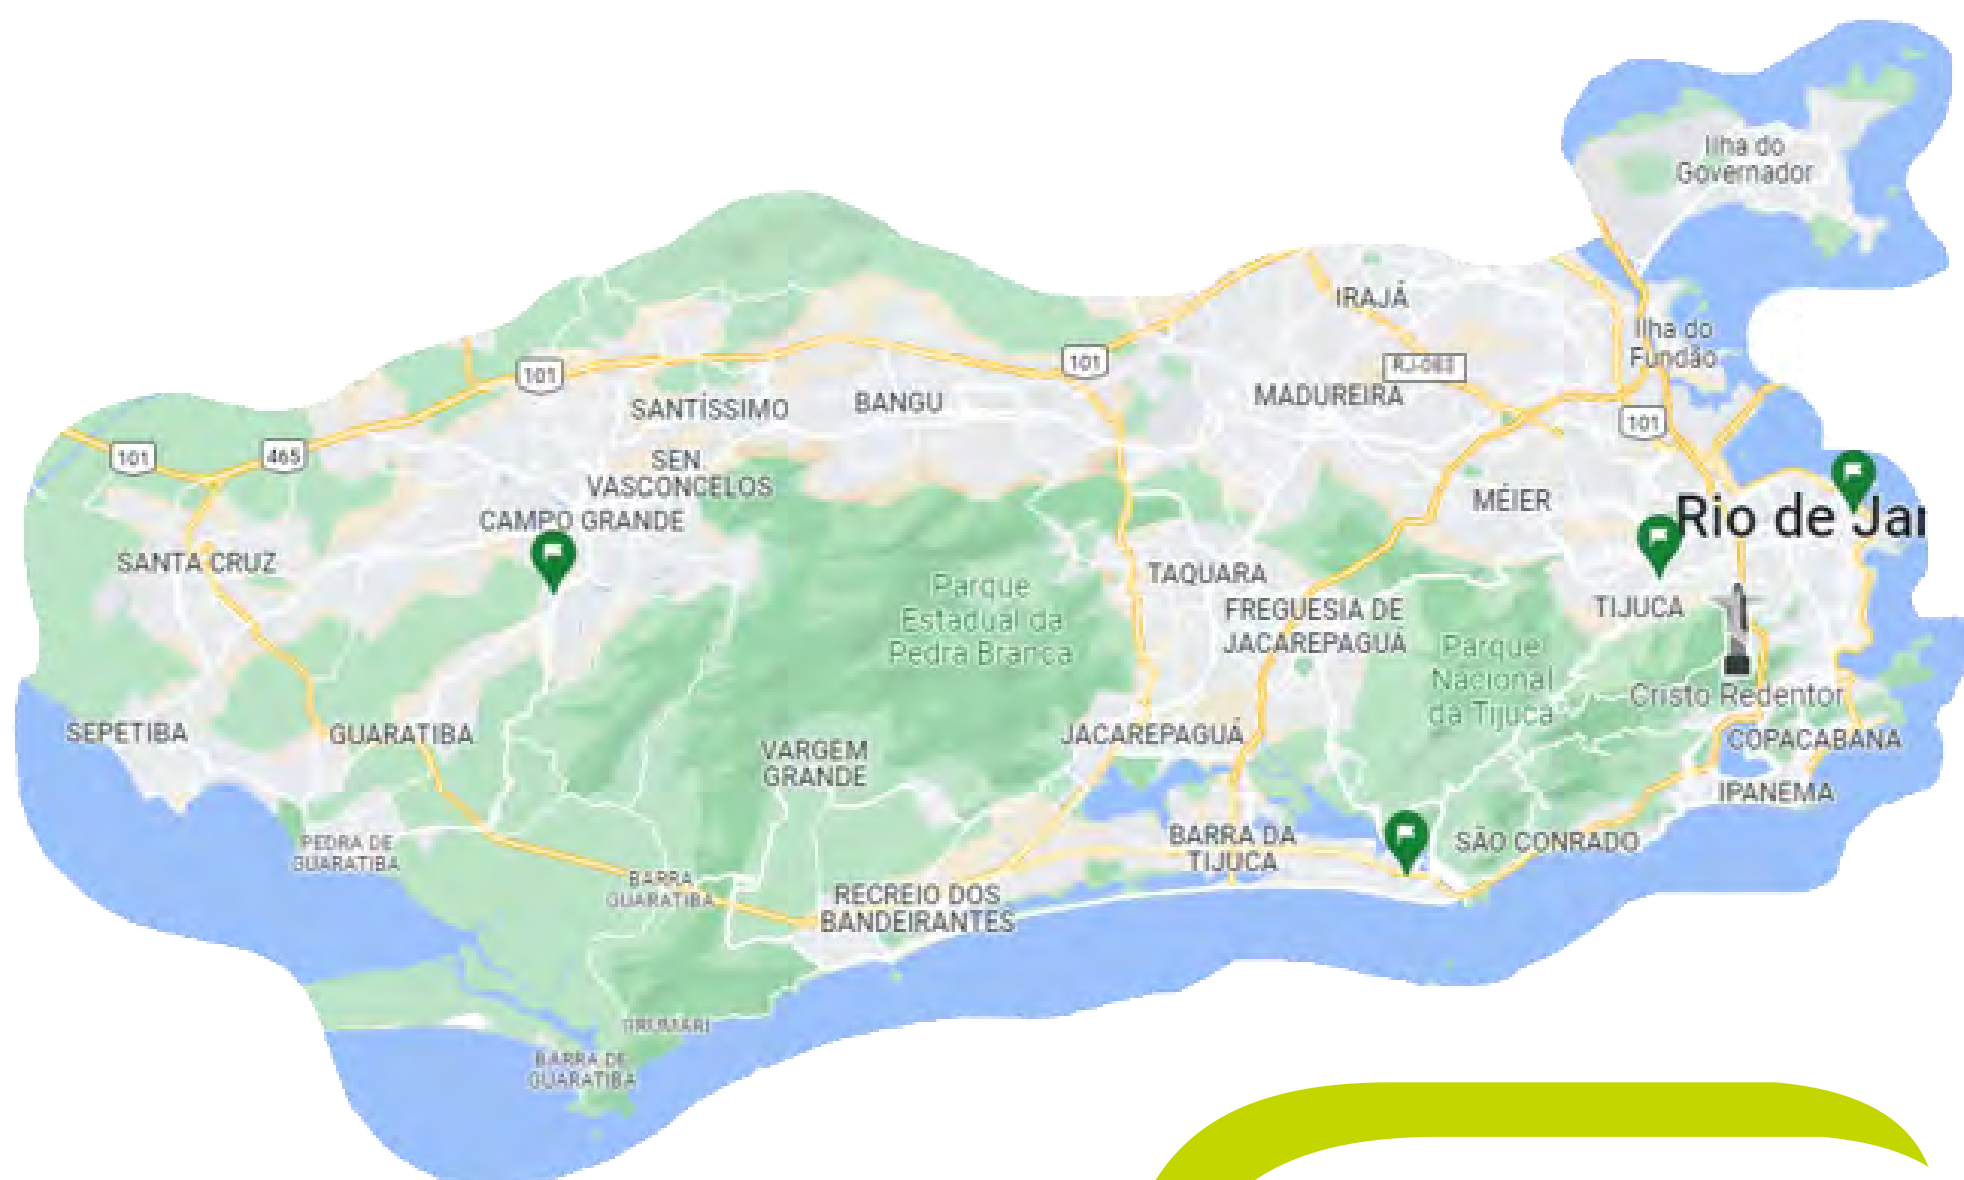 Ilha do
Governador
IRAJÁ
Ilha do
Fundão
101
101
RJ-083
SANTÍSSIMO
BANGU
MADUREIRA
101
101
465
SEN.
VASCONCELOS
CAMPO GRANDE
MÉIER
Rio de Jar
SANTA CRUZ
TAQUARA
Parque
Estadual da
Pedra Branca
FREGUESIA DE
JACAREPAGUÁ
TIJUCA
Parque
Nacional
da Tijuca
Cristo Redentor
SEPETIBA
GUARATIBA
JACAREPAGUÁ
COPACABANA
VARGEM
GRANDE
IPANEMA
PEDRA DE
GUARATIBA
BARRA DA
TIJUCA
SÃO CONRADO
BARRA
GUARATIBA
RECREIO DOS
BANDEIRANTES
GRUMARI
BARRA DE
GUARATIBA